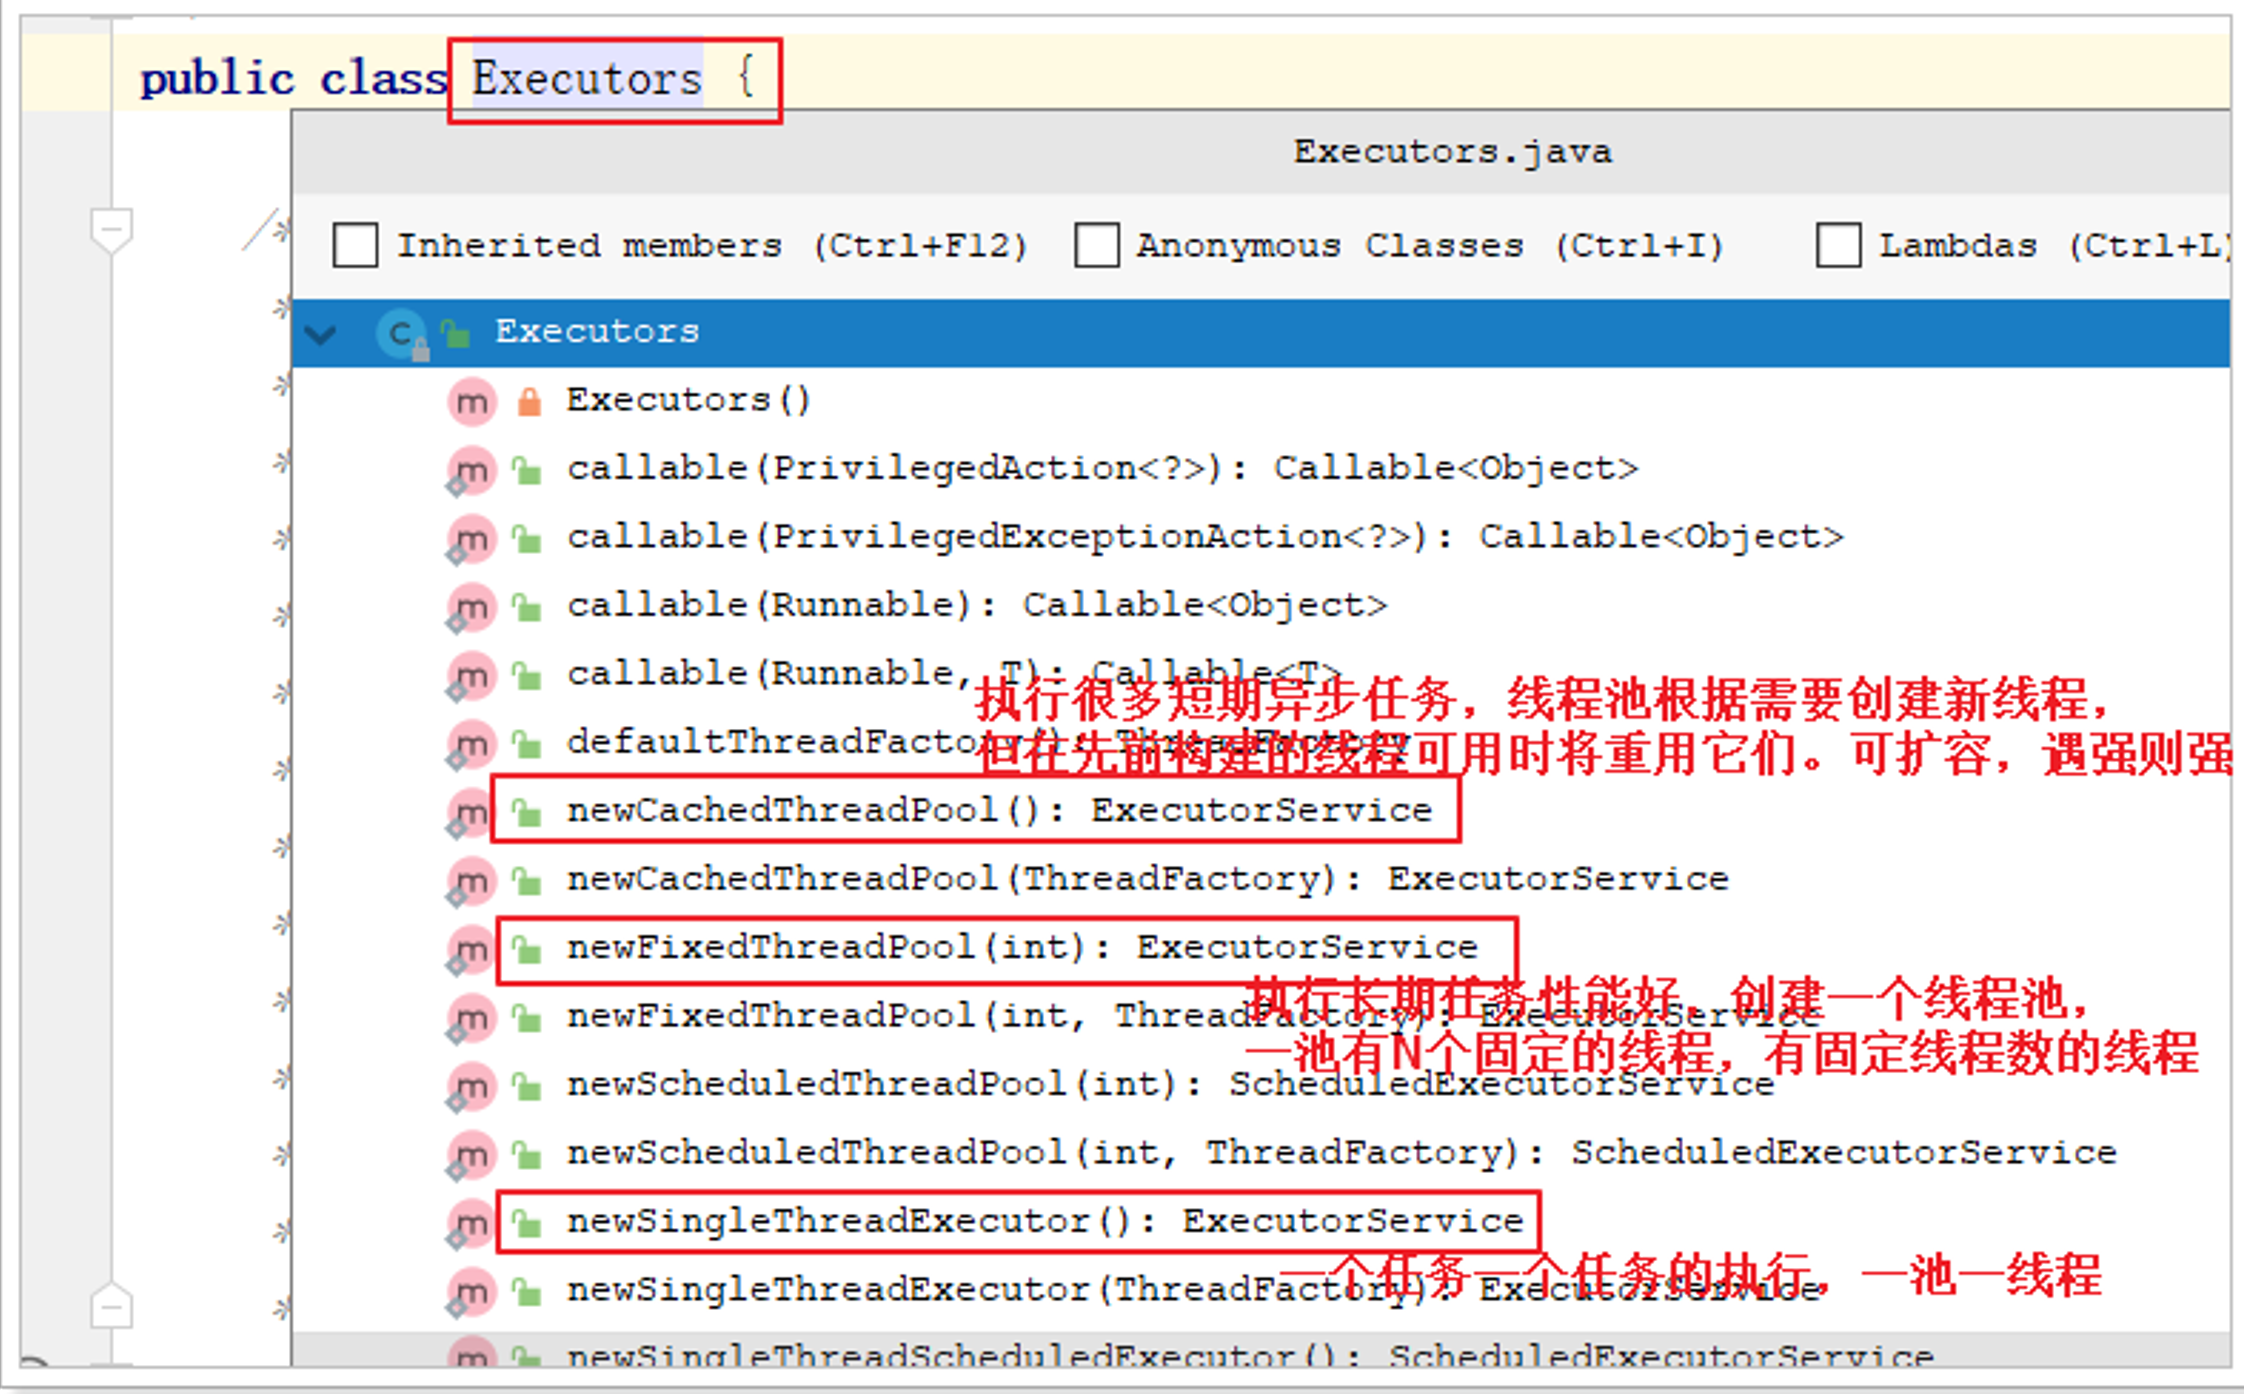 public class Executors {
Executors.java
Inherited members (Ctrl+F12) Anonymous Classes (Ctrl+I) Lambdas (Ctrl+L)
Executors
Executors()
callable(PrivilegedAction<?>): Callable<Object>
callable(PrivilegedExceptionAction<?>): Callable<Object>
callable(Runnable): Callable<Object>
callable(Runnable, T): Callable<T>
执行很多短期异步任务，线程池根据需要创建新线程，
defaultThreadFactory(): ThreadFactory
但在先前构建的线程可用时将重用它们。可扩容，遇强则强
newCachedThreadPool(): ExecutorService
newCachedThreadPool(ThreadFactory): ExecutorService
newFixedThreadPool(int): ExecutorService
执行长期任务性能好，创建一个线程池，
newFixedThreadPool(int, ThreadFactory): ExecutorService
一池有N个固定的线程，有固定线程数的线程
newScheduledThreadPool(int): ScheduledExecutorService
newScheduledThreadPool(int, ThreadFactory): ScheduledExecutorService
newSingleThreadExecutor(): ExecutorService
一个任务一个任务的执行，一池一线程
newSingleThreadExecutor(ThreadFactory): ExecutorService
newSingleThreadScheduledExecutor(): ScheduledExecutorService